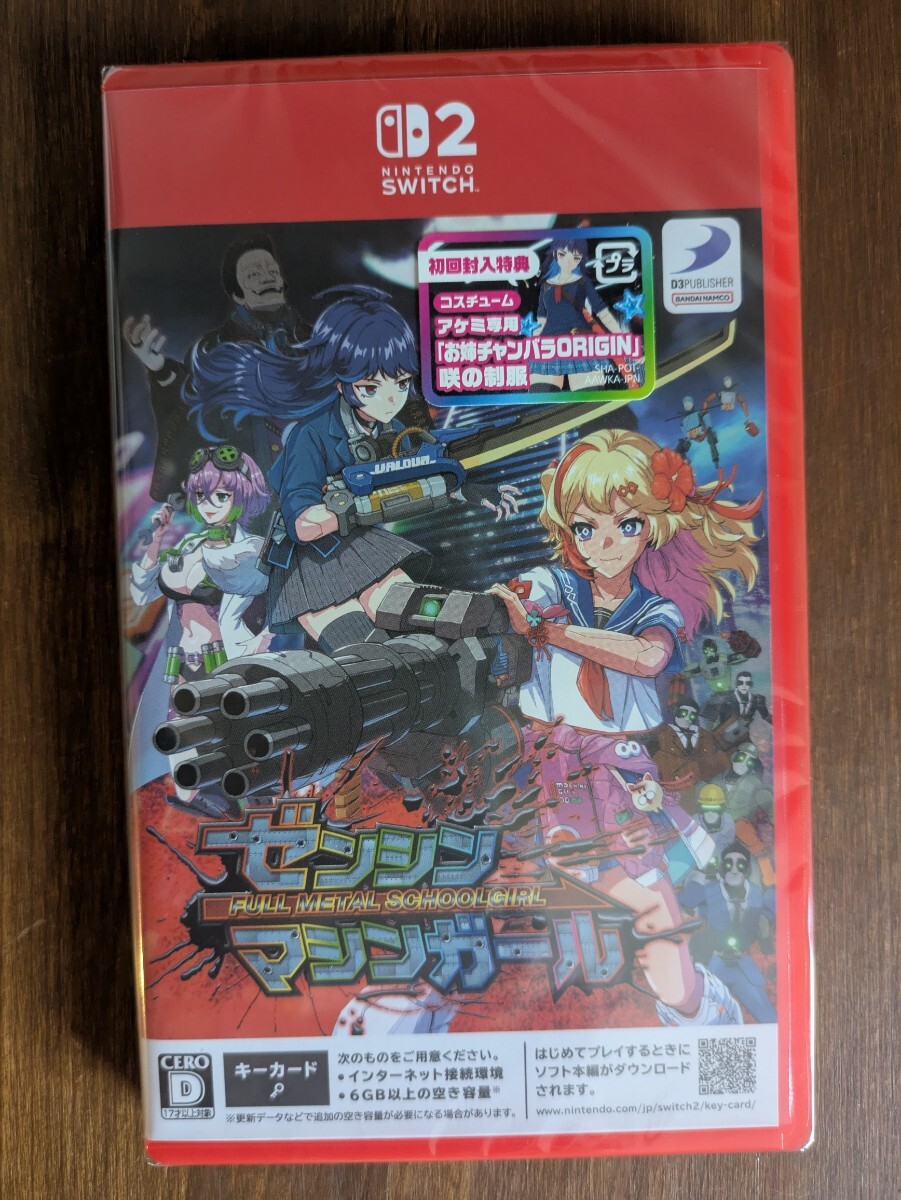 2
NINTENDO
SWITCH™
初回封入特典
プラ
コスチューム
アケミ専用
「お姉チャンバラORIGIN」
咲の制服
SHA-POT-
AAWKA-JPN
D3PUBLISHER
BANDAI NAMCO
VALDUM
ゼンシン
FULL METAL SCHOOLGIRL
マシンガール
CERO
D
17才以上対象
キーカード
次のものをご用意ください。
・インターネット接続環境
・6GB以上の空き容量※
※更新データなどで追加の空き容量が必要になる場合があります。
はじめてプレイするときに
ソフト本編がダウンロード
されます。
www.nintendo.com/jp/switch2/key-card/